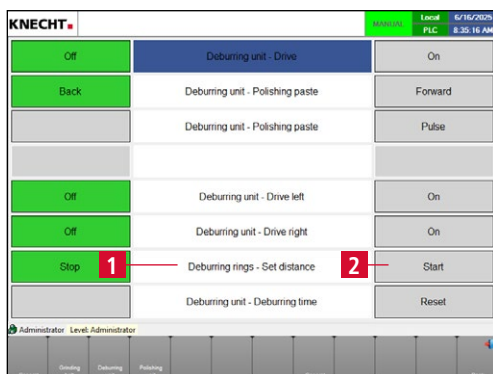 KNECHT
MANUAL
Local
6/16/2025
PLC
8:35:16 AM
Off
Deburring unit - Drive
On
Back
Deburring unit - Polishing paste
Forward
Deburring unit - Polishing paste
Pulse
Off
Deburring unit - Drive left
On
Off
Deburring unit - Drive right
On
Stop
1
Deburring rings - Set distance
2
Start
Deburring unit - Deburring time
Reset
Administrator Level: Administrator
Grinding
Deburring
Polishing